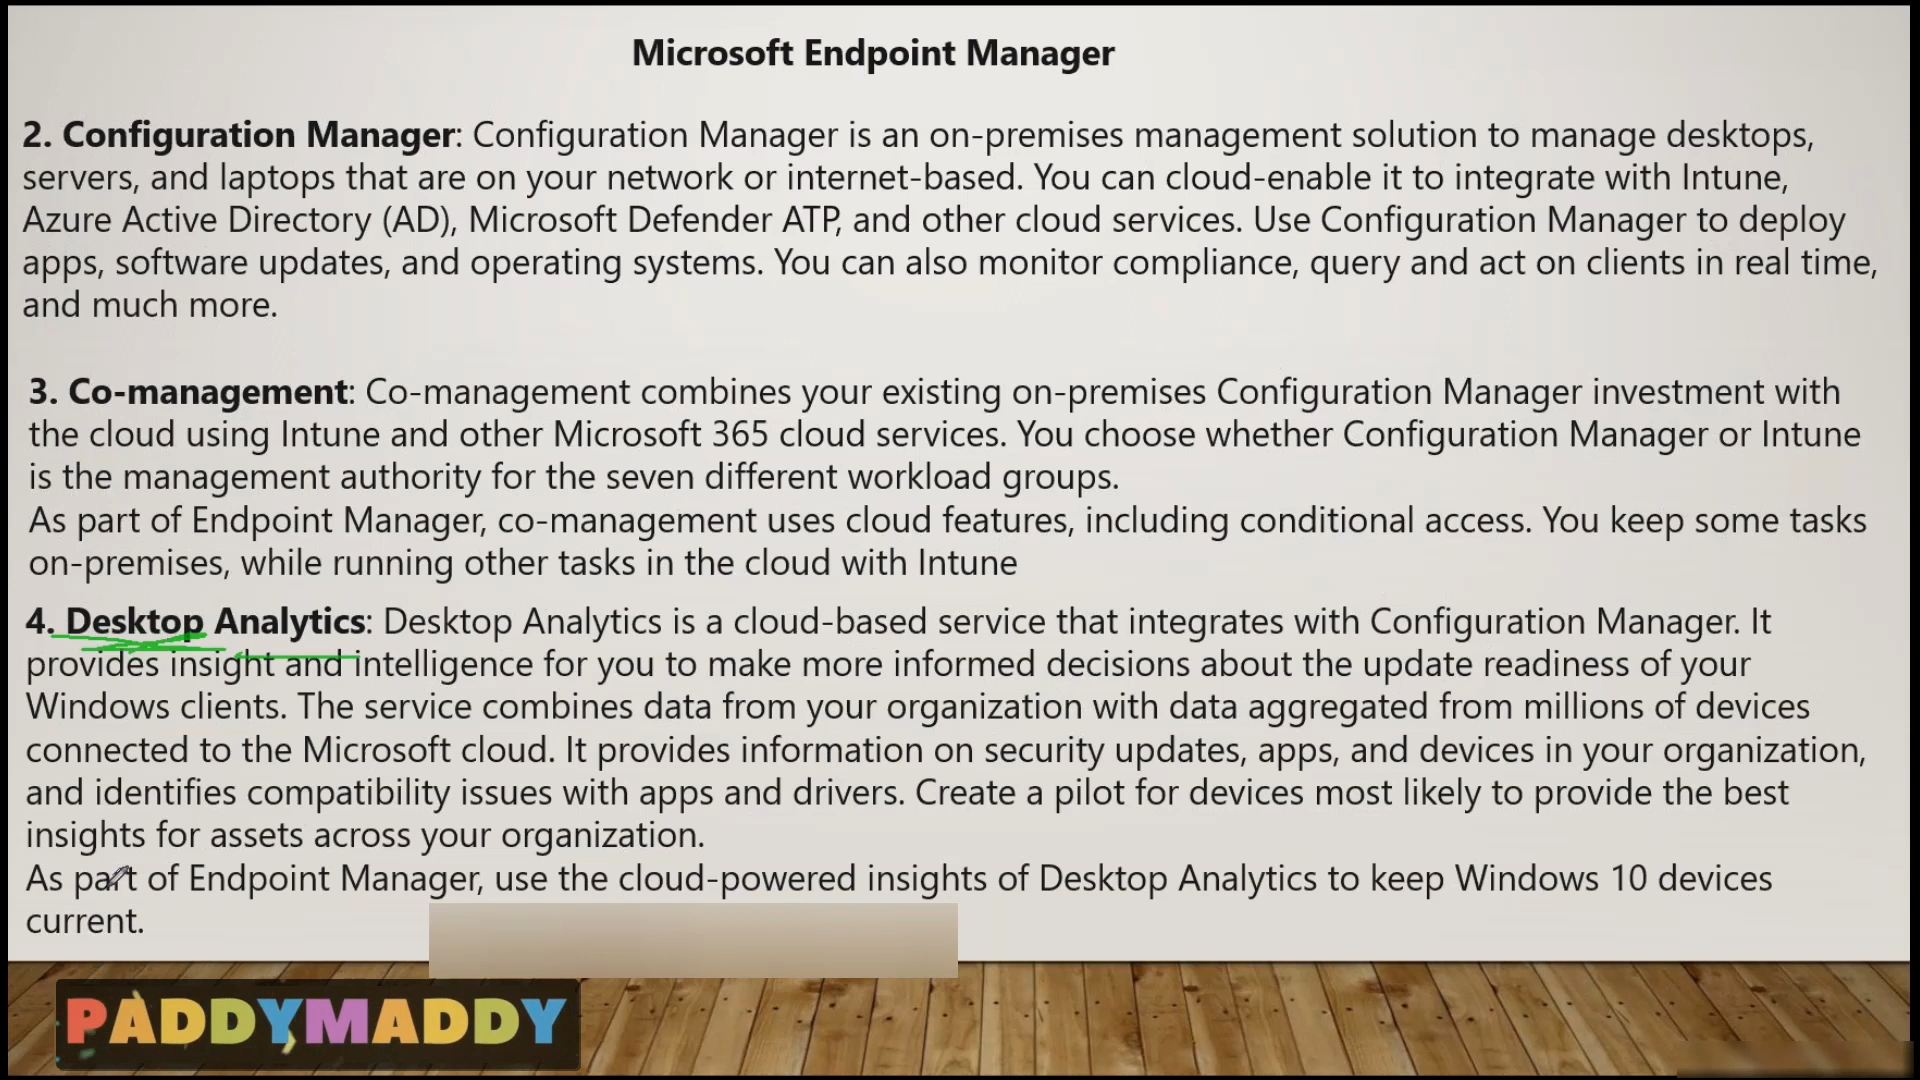 Microsoft Endpoint Manager
2. Configuration Manager: Configuration Manager is an on-premises management solution to manage desktops,
servers, and laptops that are on your network or internet-based. You can cloud-enable it to integrate with Intune,
Azure Active Directory (AD), Microsoft Defender ATP, and other cloud services. Use Configuration Manager to deploy
apps, software updates, and operating systems. You can also monitor compliance, query and act on clients in real time,
and much more.
3. Co-management: Co-management combines your existing on-premises Configuration Manager investment with
the cloud using Intune and other Microsoft 365 cloud services. You choose whether Configuration Manager or Intune
is the management authority for the seven different workload groups.
As part of Endpoint Manager, co-management uses cloud features, including conditional access. You keep some tasks
on-premises, while running other tasks in the cloud with Intune
4. Desktop Analytics: Desktop Analytics is a cloud-based service that integrates with Configuration Manager. It
provides insight and intelligence for you to make more informed decisions about the update readiness of your
Windows clients. The service combines data from your organization with data aggregated from millions of devices
connected to the Microsoft cloud. It provides information on security updates, apps, and devices in your organization,
and identifies compatibility issues with apps and drivers. Create a pilot for devices most likely to provide the best
insights for assets across your organization.
As part of Endpoint Manager, use the cloud-powered insights of Desktop Analytics to keep Windows 10 devices
current.
PADDYMADDY